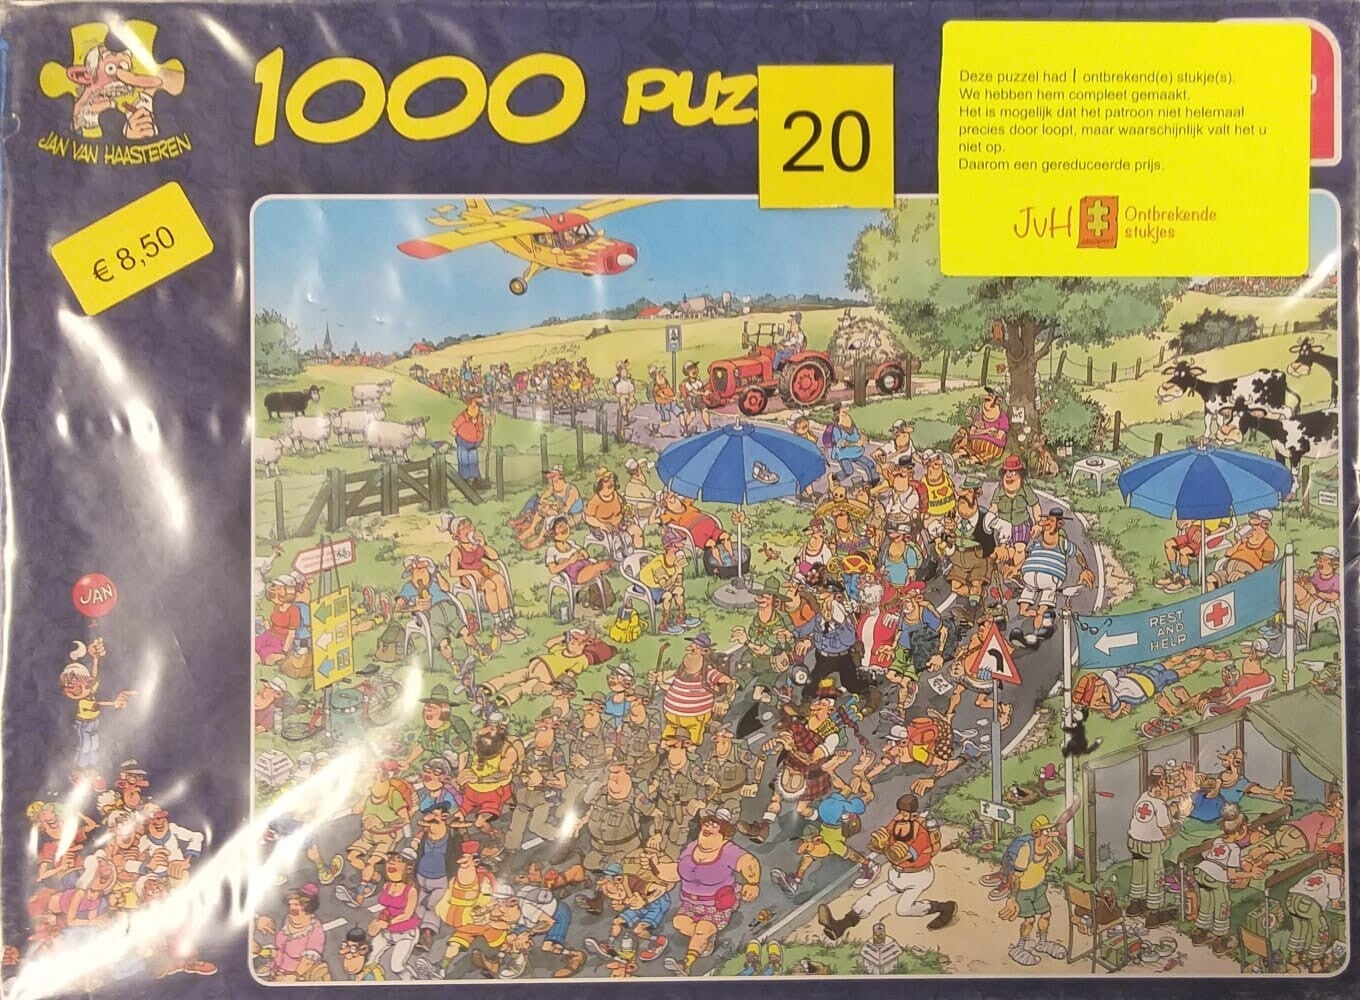 JAN VAN HAASTEREN
1000 PUZ
20
Deze puzzel had 1 ontbrekend(e) stukje(s).
We hebben hem compleet gemaakt.
Het is mogelijk dat het patroon niet helemaal
precies door loopt, maar waarschijnlijk valt het u
niet op.
Daarom een gereduceerde prijs.
JvH
Ontbrekende
stukjes
€ 8,50
JAN
REST
AND
HELP